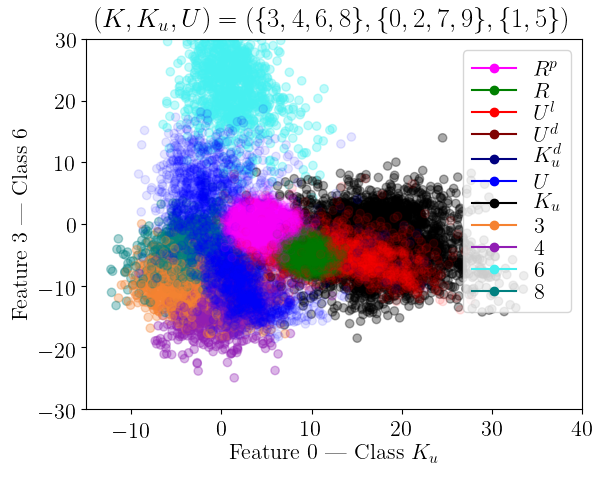 (K, K_u, U) = ({3, 4, 6, 8}, {0, 2, 7, 9}, {1, 5})
30
20
10
0
−10
−20
−30
Feature 3 — Class 6
R^p
R
U^l
U^d
K_u^d
U
K_u
3
4
6
8
−10
0
10
20
30
40
Feature 0 — Class K_u